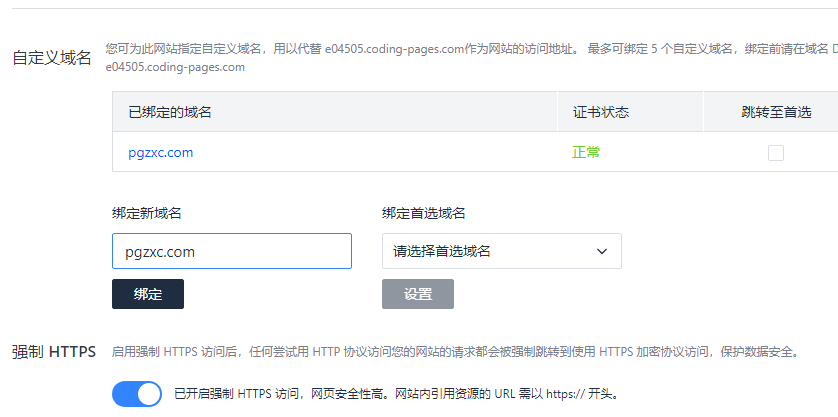 自定义域名
您可为此网站指定自定义域名，用以代替 e04505.coding-pages.com作为网站的访问地址。 最多可绑定 5 个自定义域名，绑定前请在域名 D
e04505.coding-pages.com
已绑定的域名 证书状态 跳转至首选
pgzxc.com 正常
绑定新域名 绑定首选域名
pgzxc.com 请选择首选域名
绑定 设置
强制 HTTPS 启用强制 HTTPS 访问后，任何尝试用 HTTP 协议访问您的网站的请求都会被强制跳转到使用 HTTPS 加密协议访问，保护数据安全。
已开启强制 HTTPS 访问，网页安全性高。网站内引用资源的 URL 需以 https:// 开头。